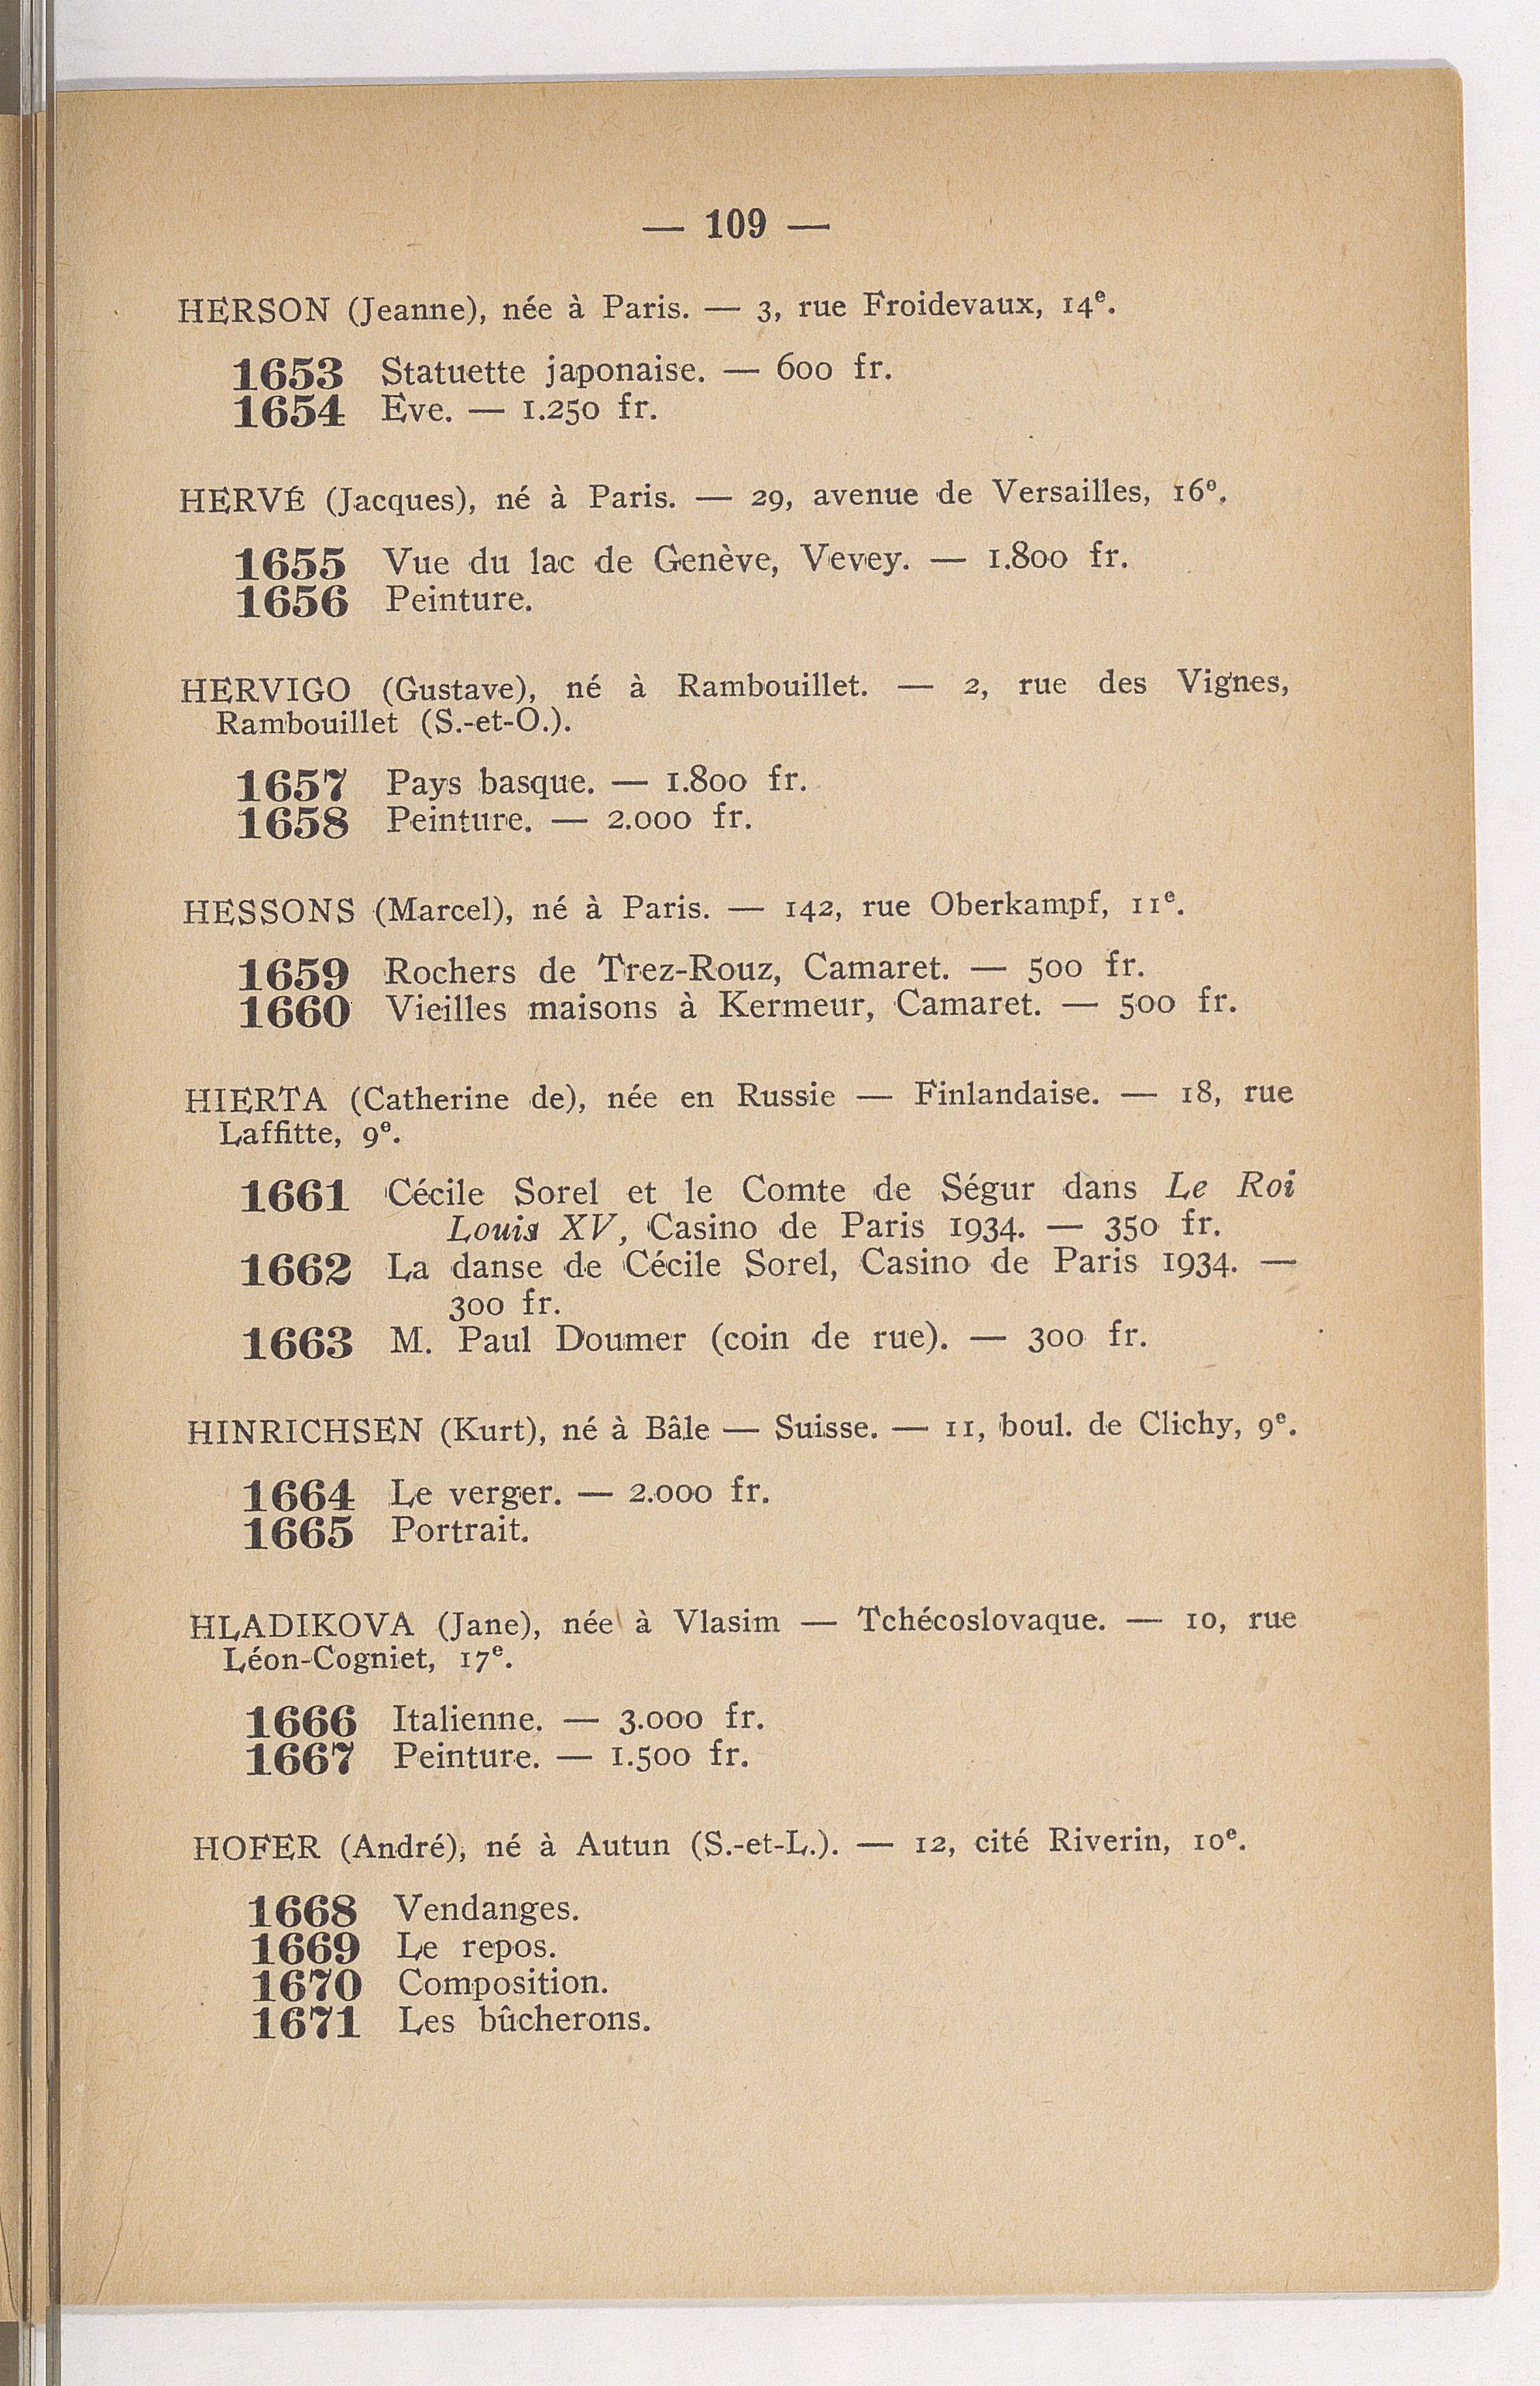 — 109 —
HERSON (Jeanne), née à Paris. — 3, rue Froidevaux, 14e.
1653 Statuette japonaise. — 600 fr.
1654 Eve. — 1.250 fr.
HERVÉ (Jacques), né à Paris. — 29, avenue de Versailles, 16e.
1655 Vue du lac de Genève, Vevey. — 1.800 fr.
1656 Peinture.
HERVIGO (Gustave), né à Rambouillet. — 2, rue des Vignes,
Rambouillet (S.-et-O.).
1657 Pays basque. — 1.800 fr.
1658 Peinture. — 2.000 fr.
HESSONS (Marcel), né à Paris. — 142, rue Oberkampf, 11e.
1659 Rochers de Trez-Rouz, Camaret. — 500 fr.
1660 Vieilles maisons à Kermeur, Camaret. — 500 fr.
HIERTA (Catherine de), née en Russie — Finlandaise. — 18, rue
Laffitte, 9e.
1661 Cécile Sorel et le Comte de Ségur dans Le Roi
Louis XV, Casino de Paris 1934. — 350 fr.
1662 La danse de Cécile Sorel, Casino de Paris 1934. —
300 fr.
1663 M. Paul Doumer (coin de rue). — 300 fr.
HINRICHSEN (Kurt), né à Bâle — Suisse. — 11, boul. de Clichy, 9e.
1664 Le verger. — 2.000 fr.
1665 Portrait.
HLADIKOVA (Jane), née à Vlasim — Tchécoslovaque. — 10, rue
Léon-Cogniet, 17e.
1666 Italienne. — 3.000 fr.
1667 Peinture. — 1.500 fr.
HOFER (André), né à Autun (S.-et-L.). — 12, cité Riverin, 10e.
1668 Vendanges.
1669 Le repos.
1670 Composition.
1671 Les bûcherons.